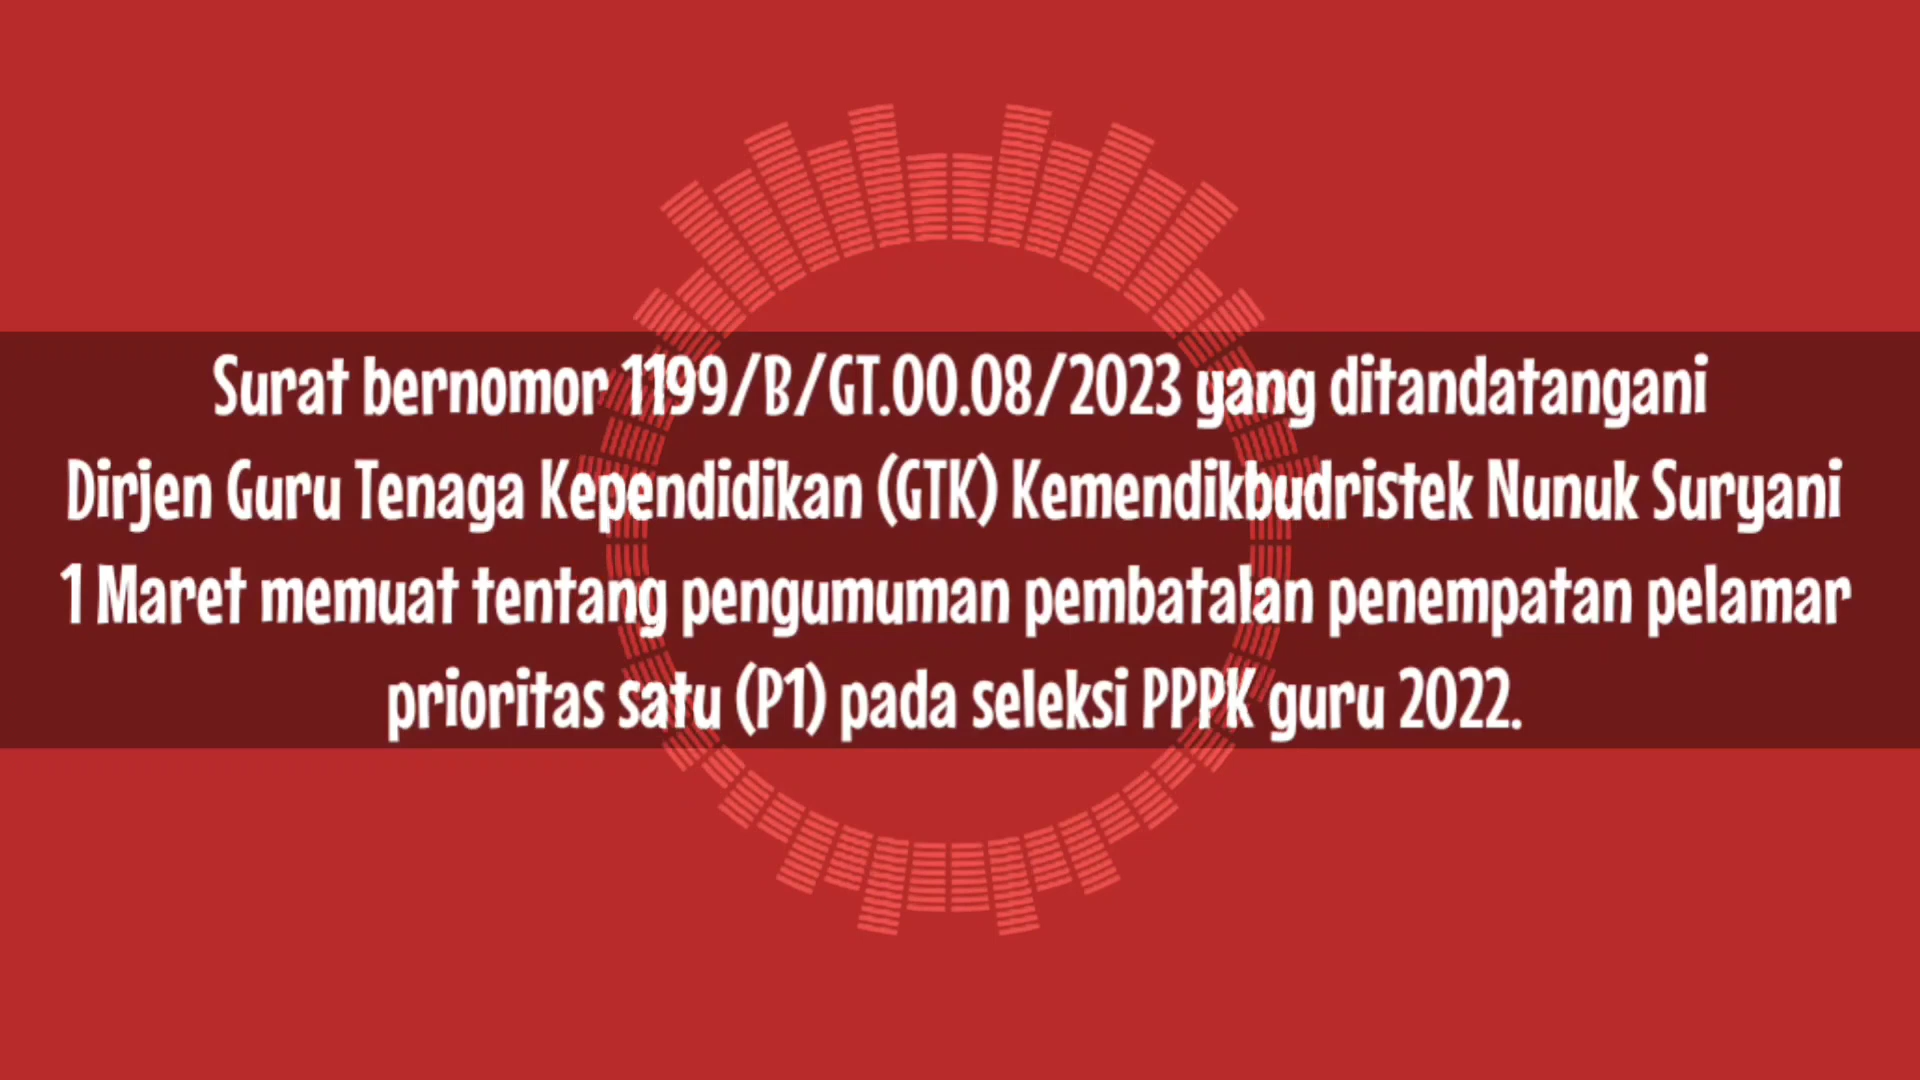 Surat bernomor 1199/B/GT.00.08/2023 yang ditandatangani
Dirjen Guru Tenaga Kependidikan (GTK) Kemendikbudristek Nunuk Suryani
1 Maret memuat tentang pengumuman pembatalan penempatan pelamar
prioritas satu (P1) pada seleksi PPPK guru 2022.